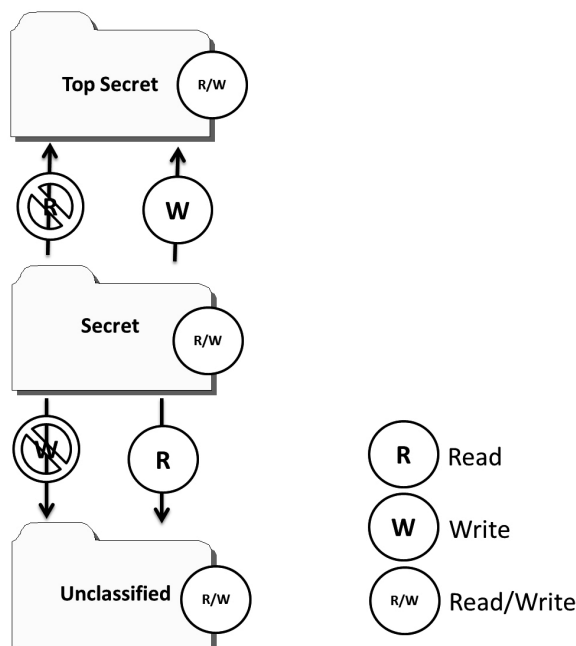 Top Secret
R/W
R
W
Secret
R/W
W
R
R Read
W Write
Unclassified
R/W
R/W Read/Write